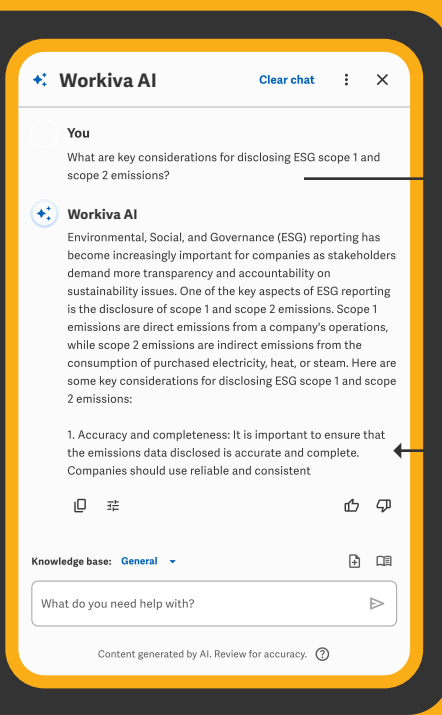 Workiva AI
Clear chat
You
What are key considerations for disclosing ESG scope 1 and
scope 2 emissions?
Workiva AI
Environmental, Social, and Governance (ESG) reporting has
become increasingly important for companies as stakeholders
demand more transparency and accountability on
sustainability issues. One of the key aspects of ESG reporting
is the disclosure of scope 1 and scope 2 emissions. Scope 1
emissions are direct emissions from a company's operations,
while scope 2 emissions are indirect emissions from the
consumption of purchased electricity, heat, or steam. Here are
some key considerations for disclosing ESG scope 1 and scope
2 emissions:
1. Accuracy and completeness: It is important to ensure that
the emissions data disclosed is accurate and complete.
Companies should use reliable and consistent
Knowledge base: General
What do you need help with?
Content generated by AI. Review for accuracy. ?